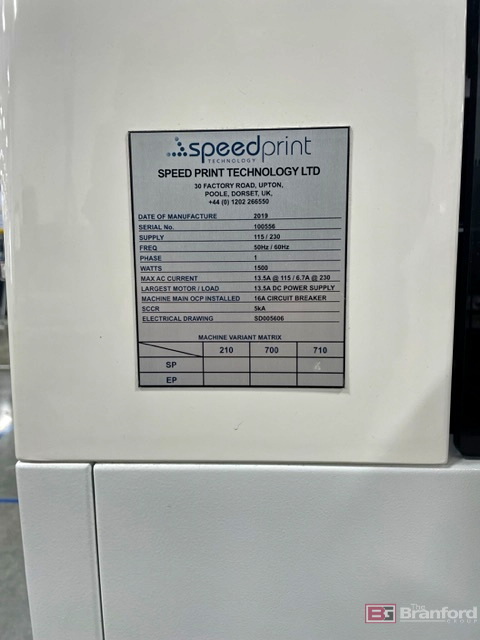 speedprint
TECHNOLOGY
SPEED PRINT TECHNOLOGY LTD
30 FACTORY ROAD, UPTON,
POOLE, DORSET, UK,
+44 (0) 1202 266550
DATE OF MANUFACTURE 2019
SERIAL No. 100556
SUPPLY 115 / 230
FREQ 50Hz / 60Hz
PHASE 1
WATTS 1500
MAX AC CURRENT 13.5A @ 115 / 6.7A @ 230
LARGEST MOTOR / LOAD 13.5A DC POWER SUPPLY
MACHINE MAIN OCP INSTALLED 16A CIRCUIT BREAKER
SCCR 5kA
ELECTRICAL DRAWING SD005606
MACHINE VARIANT MATRIX
210 700 710
SP
EP
BG The Branford GROUP